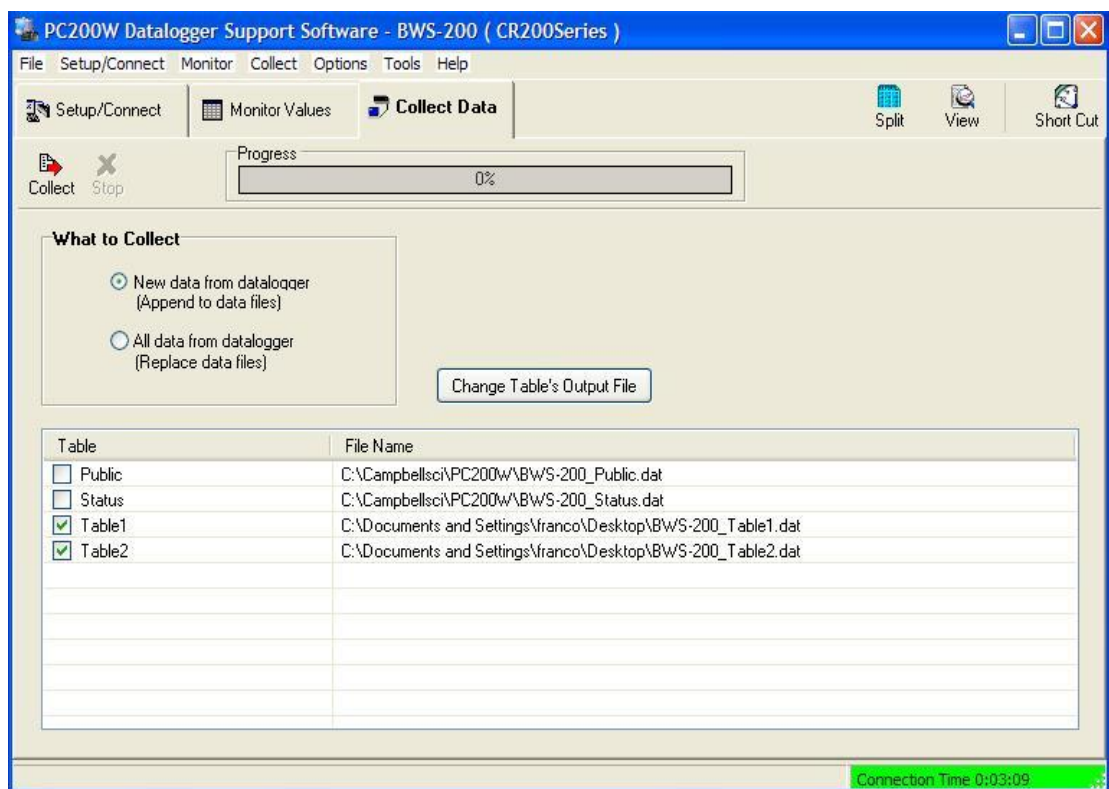 PC200W Datalogger Support Software - BWS-200 ( CR200Series )
File Setup/Connect Monitor Collect Options Tools Help
Setup/Connect Monitor Values Collect Data Split View Short Cut
Collect Stop Progress 0%
What to Collect
New data from datalogger
(Append to data files)
All data from datalogger
(Replace data files)
Change Table's Output File
Table File Name
Public C:\Campbellsci\PC200W\BWS-200_Public.dat
Status C:\Campbellsci\PC200W\BWS-200_Status.dat
Table1 C:\Documents and Settings\franco\Desktop\BWS-200_Table1.dat
Table2 C:\Documents and Settings\franco\Desktop\BWS-200_Table2.dat
Connection Time 0:03:09